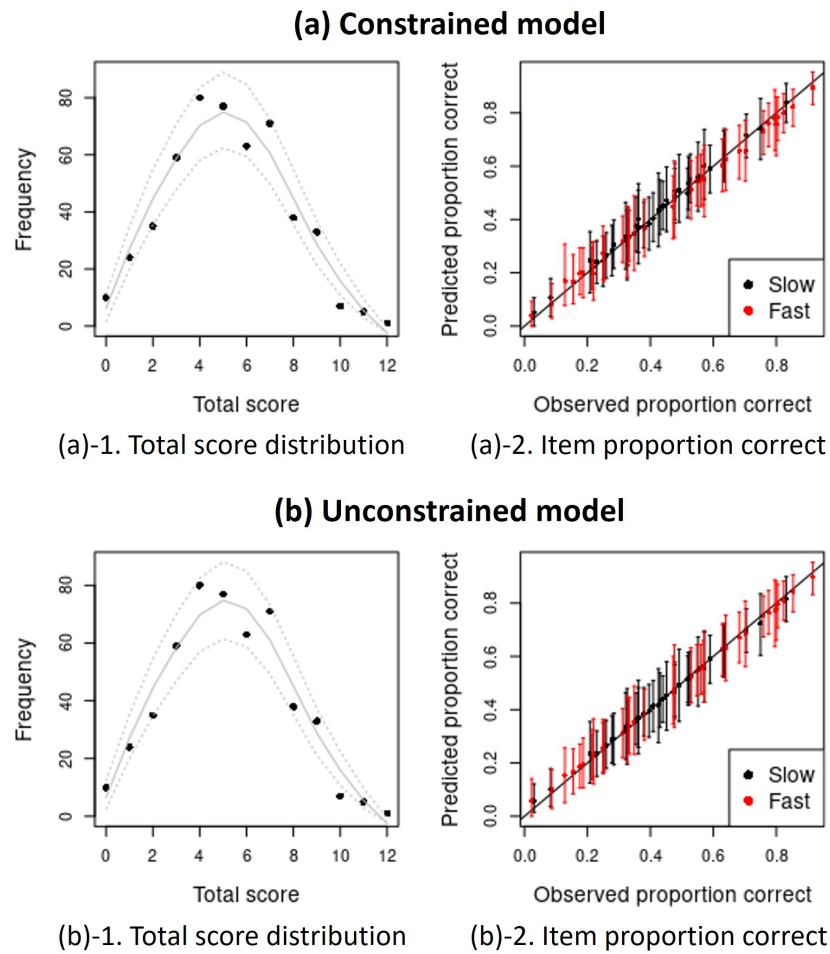 (a) Constrained model
Frequency
80
60
40
20
0
0 2 4 6 8 10 12
Total score
(a)-1. Total score distribution
Predicted proportion correct
0.8
0.6
0.4
0.2
0.0
Slow
Fast
0.0 0.2 0.4 0.6 0.8
Observed proportion correct
(a)-2. Item proportion correct
(b) Unconstrained model
Frequency
80
60
40
20
0
0 2 4 6 8 10 12
Total score
(b)-1. Total score distribution
Predicted proportion correct
0.8
0.6
0.4
0.2
0.0
Slow
Fast
0.0 0.2 0.4 0.6 0.8
Observed proportion correct
(b)-2. Item proportion correct